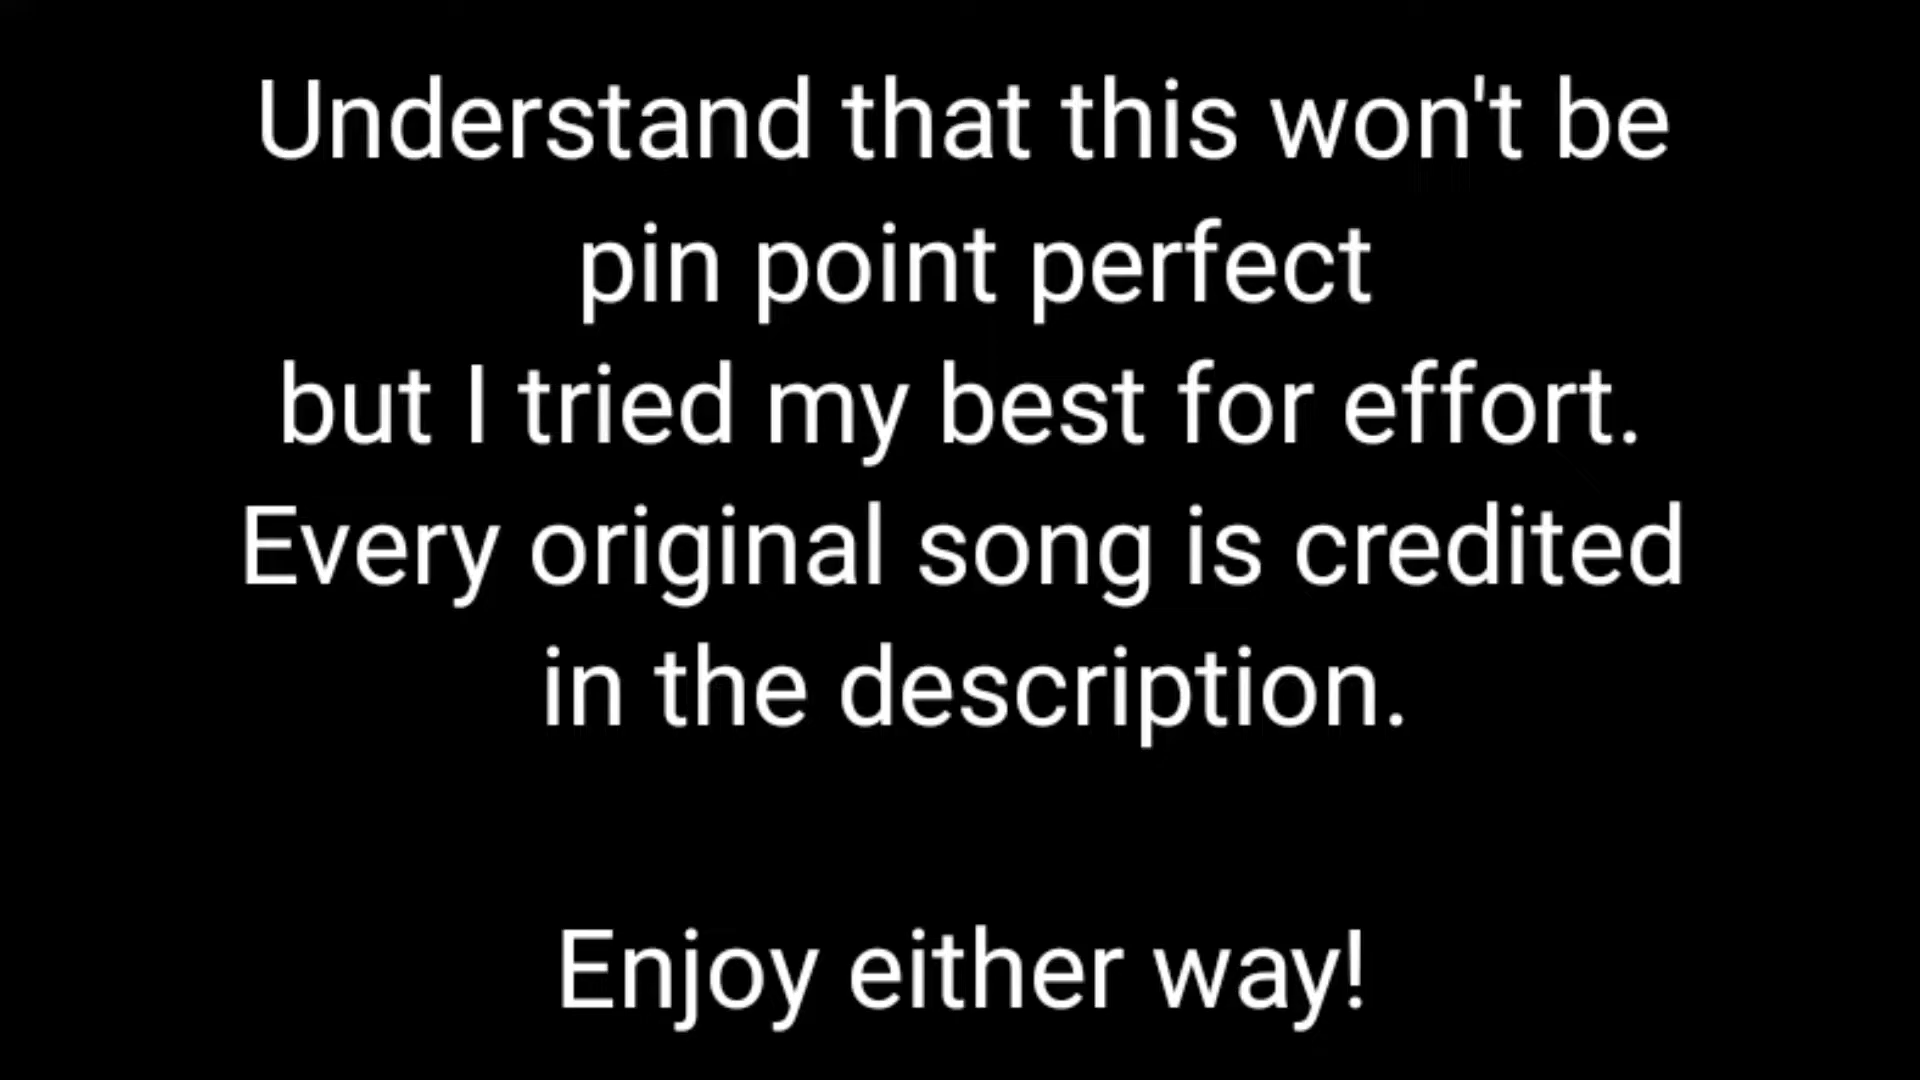 Understand that this won't be
pin point perfect
but I tried my best for effort.
Every original song is credited
in the description.
Enjoy either way!